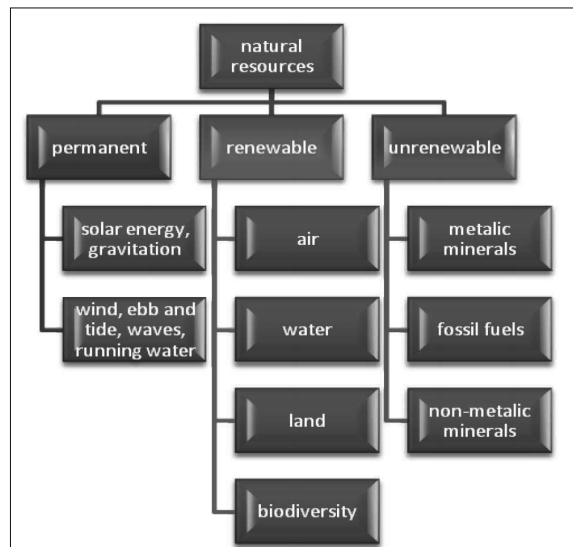 natural
resources
permanent
renewable
unrenewable
solar energy,
gravitation
wind, ebb and
tide, waves,
running water
air
water
land
biodiversity
metalic
minerals
fossil fuels
non-metalic
minerals